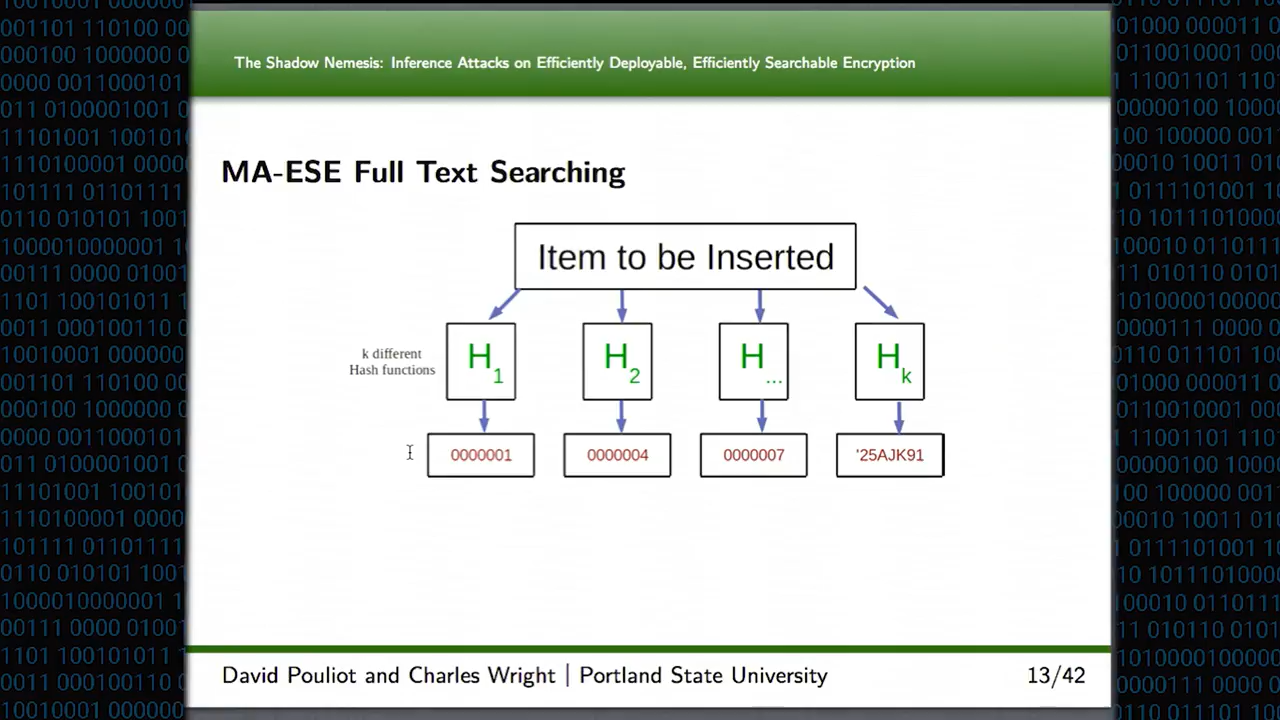 The Shadow Nemesis: Inference Attacks on Efficiently Deployable, Efficiently Searchable Encryption
MA-ESE Full Text Searching
Item to be Inserted
k different
Hash functions
H1
H2
H...
Hk
0000001
0000004
0000007
'25AJK91
David Pouliot and Charles Wright | Portland State University
13/42